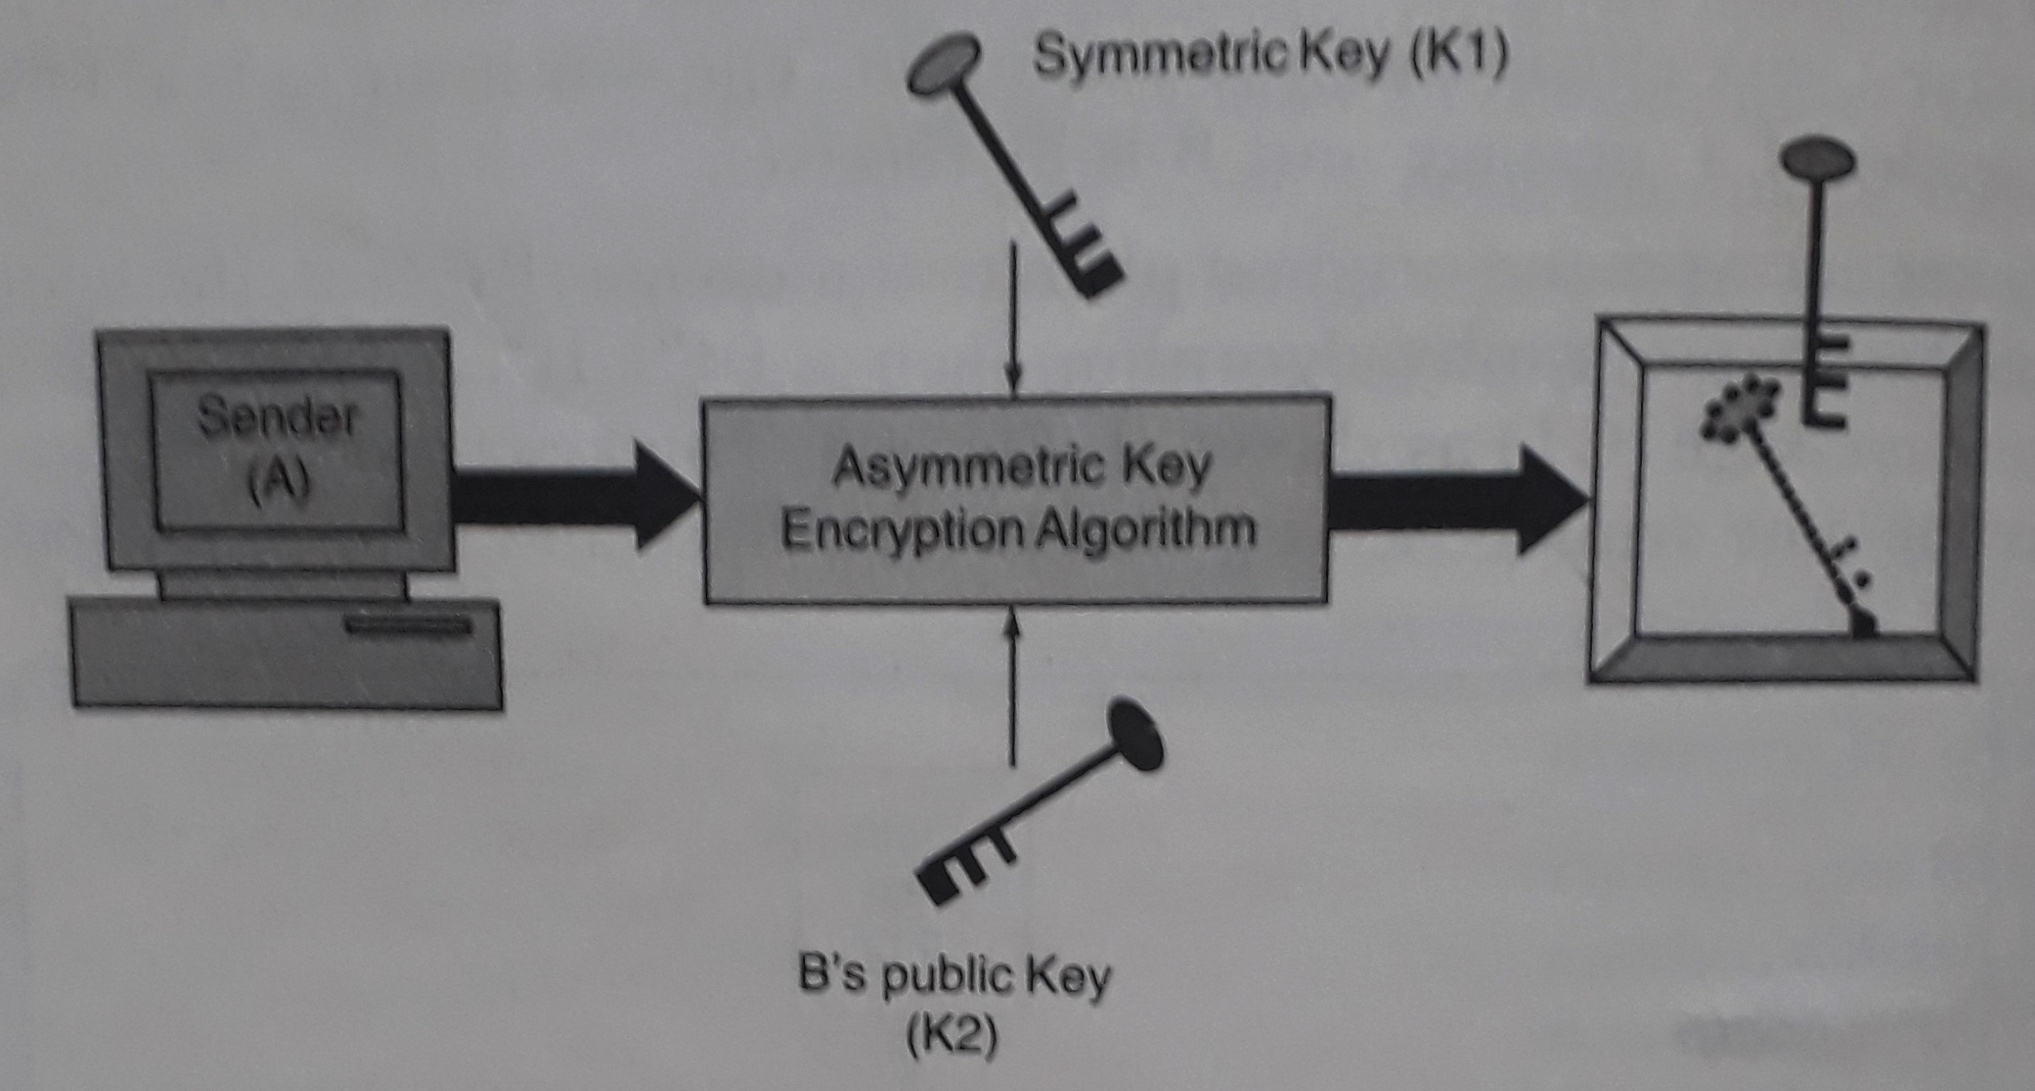 Symmetric Key (K1)
Sender
(A)
Asymmetric Key
Encryption Algorithm
B's public Key
(K2)